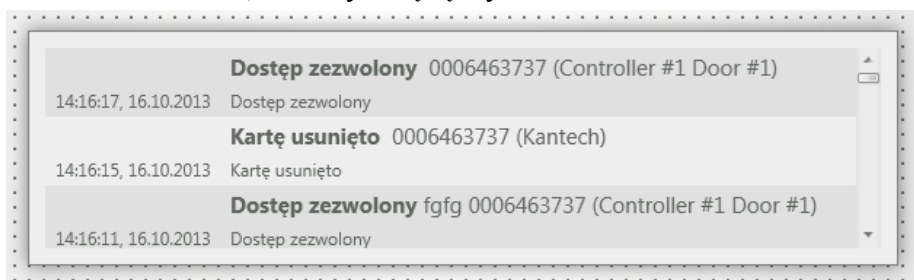 Dostęp zezwolony 0006463737 (Controller #1 Door #1)
14:16:17, 16.10.2013 Dostęp zezwolony
Kartę usunięto 0006463737 (Kantech)
14:16:15, 16.10.2013 Kartę usunięto
Dostęp zezwolony fgfg 0006463737 (Controller #1 Door #1)
14:16:11, 16.10.2013 Dostęp zezwolony